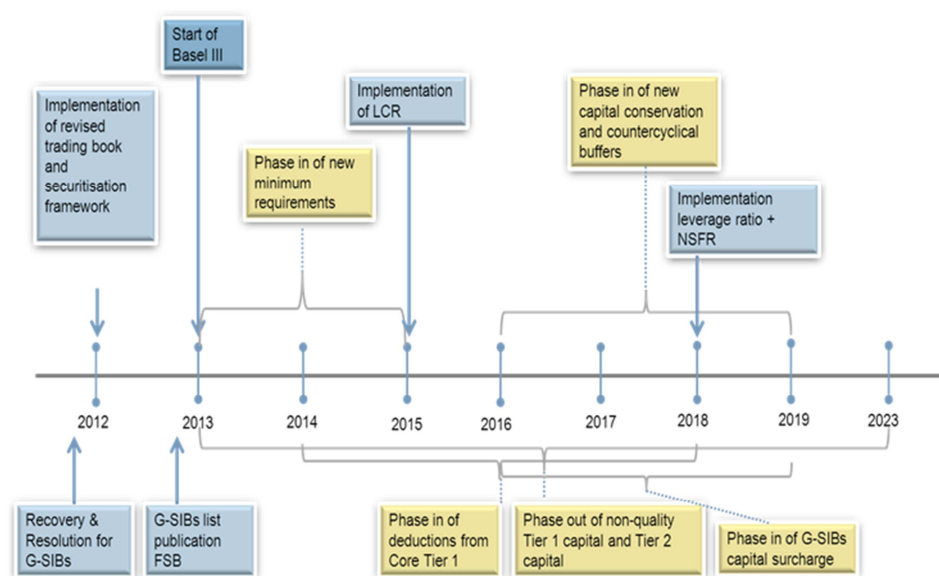 Start of
Basel III
Implementation
of revised
trading book
and
securitisation
framework
Phase in of new
minimum
requirements
Implementation
of LCR
Phase in of new
capital conservation
and countercyclical
buffers
Implementation
leverage ratio +
NSFR
2012
2013
2014
2015
2016
2017
2018
2019
2023
Recovery &
Resolution for
G-SIBs
G-SIBs list
publication
FSB
Phase in of
deductions from
Core Tier 1
Phase out of non-quality
Tier 1 capital and Tier 2
capital
Phase in of G-SIBs
capital surcharge